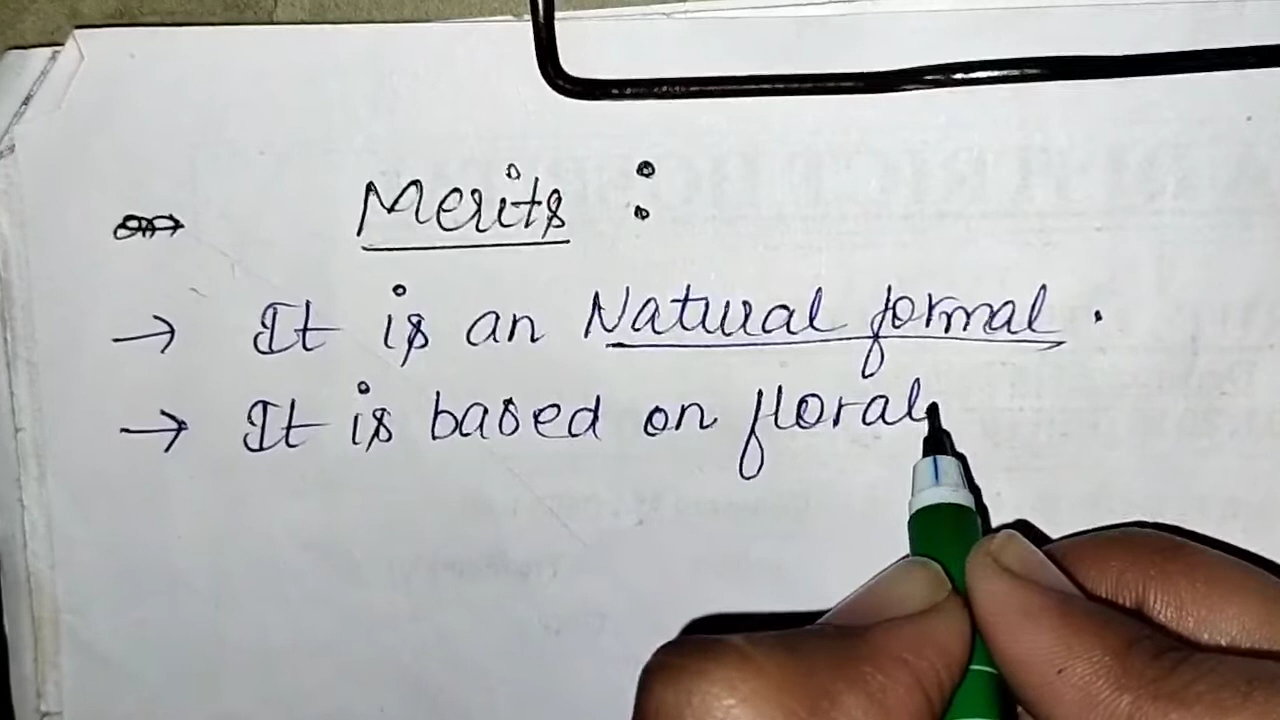 Merits :
→ It is an Natural formal .
→ It is based on floral